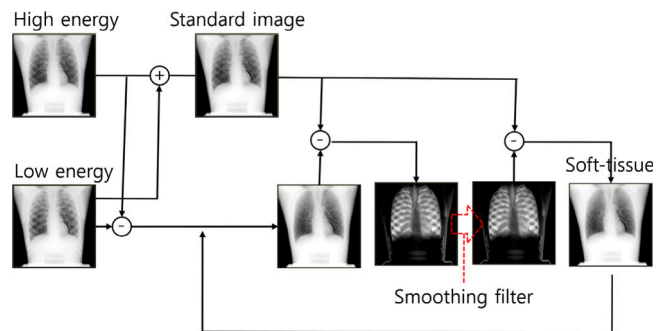 High energy
Standard image
+
-
-
Low energy
Soft-tissue
-
Smoothing filter